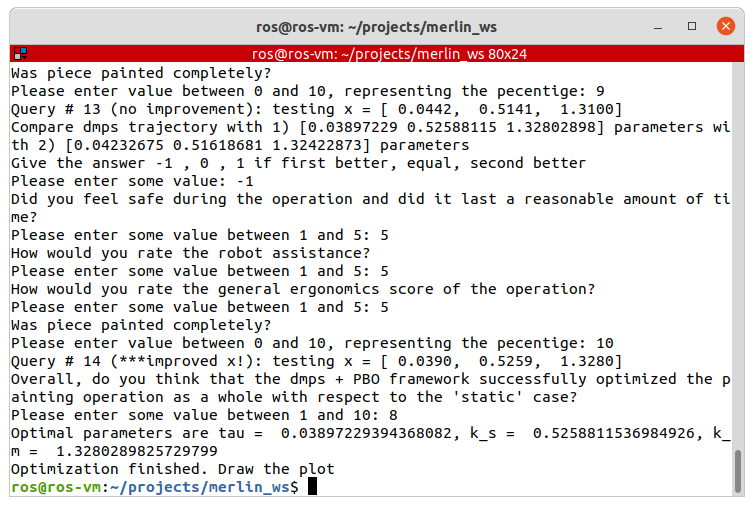 ros@ros-vm: ~/projects/merlin_ws
ros@ros-vm: ~/projects/merlin_ws 80x24
Was piece painted completely?
Please enter value between 0 and 10, representing the pecentige: 9
Query # 13 (no improvement): testing x = [ 0.0442,  0.5141,  1.3100]
Compare dmps trajectory with 1) [0.03897229 0.52588115 1.32802898] parameters wi
th 2) [0.04232675 0.51618681 1.32422873] parameters
Give the answer -1 , 0 , 1 if first better, equal, second better
Please enter some value: -1
Did you feel safe during the operation and did it last a reasonable amount of ti
me?
Please enter some value between 1 and 5: 5
How would you rate the robot assistance?
Please enter some value between 1 and 5: 5
How would you rate the general ergonomics score of the operation?
Please enter some value between 1 and 5: 5
Was piece painted completely?
Please enter value between 0 and 10, representing the pecentige: 10
Query # 14 (***improved x!): testing x = [ 0.0390,  0.5259,  1.3280]
Overall, do you think that the dmps + PBO framework successfully optimized the p
ainting operation as a whole with respect to the 'static' case?
Please enter some value between 1 and 10: 8
Optimal parameters are tau =  0.03897229394368082, k_s =  0.5258811536984926, k_
m =  1.3280289825729799
Optimization finished. Draw the plot
ros@ros-vm:~/projects/merlin_ws$